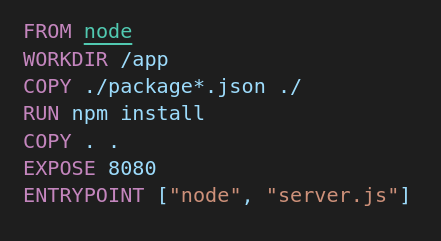 FROM node
WORKDIR /app
COPY ./package*.json ./
RUN npm install
COPY . .
EXPOSE 8080
ENTRYPOINT ["node", "server.js"]